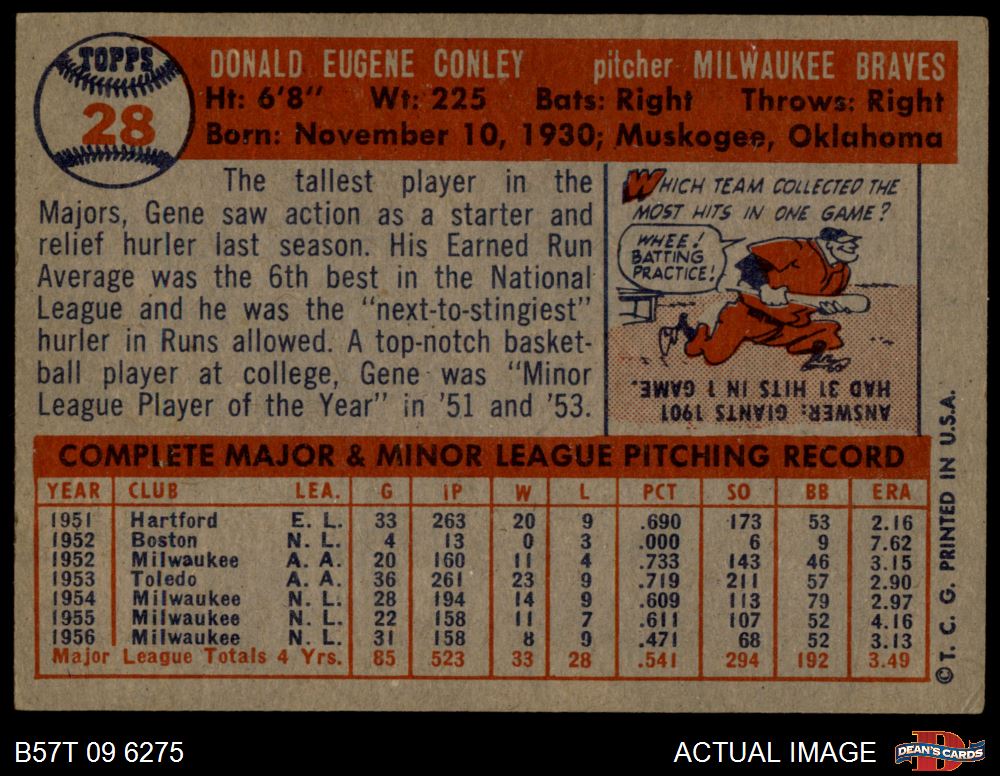 TOPPS
28
DONALD EUGENE CONLEY pitcher MILWAUKEE BRAVES
Ht: 6'8" Wt: 225 Bats: Right Throws: Right
Born: November 10, 1930; Muskogee, Oklahoma
The tallest player in the
Majors, Gene saw action as a starter and
relief hurler last season. His Earned Run
Average was the 6th best in the National
League and he was the "next-to-stingiest"
hurler in Runs allowed. A top-notch basket-
ball player at college, Gene was "Minor
League Player of the Year" in '51 and '53.
WHICH TEAM COLLECTED THE
MOST HITS IN ONE GAME?
WHEE!
BATTING
PRACTICE!
ANSWER: GIANTS 1901
HAD 31 HITS IN 1 GAME.
COMPLETE MAJOR & MINOR LEAGUE PITCHING RECORD
YEAR CLUB LEA. G IP W L PCT SO BB ERA
1951 Hartford E. L. 33 263 20 9 .690 173 53 2.16
1952 Boston N. L. 4 13 0 3 .000 6 9 7.62
1952 Milwaukee A. A. 20 160 11 4 .733 143 46 3.15
1953 Toledo A. A. 36 261 23 9 .719 211 57 2.90
1954 Milwaukee N. L. 28 194 14 9 .609 113 79 2.97
1955 Milwaukee N. L. 22 158 11 7 .611 107 52 4.16
1956 Milwaukee N. L. 31 158 8 9 .471 68 52 3.13
Major League Totals 4 Yrs. 85 523 33 28 .541 294 192 3.49
© T. C. G. PRINTED IN U.S.A.
B57T 09 6275
ACTUAL IMAGE
DEAN'S CARDS